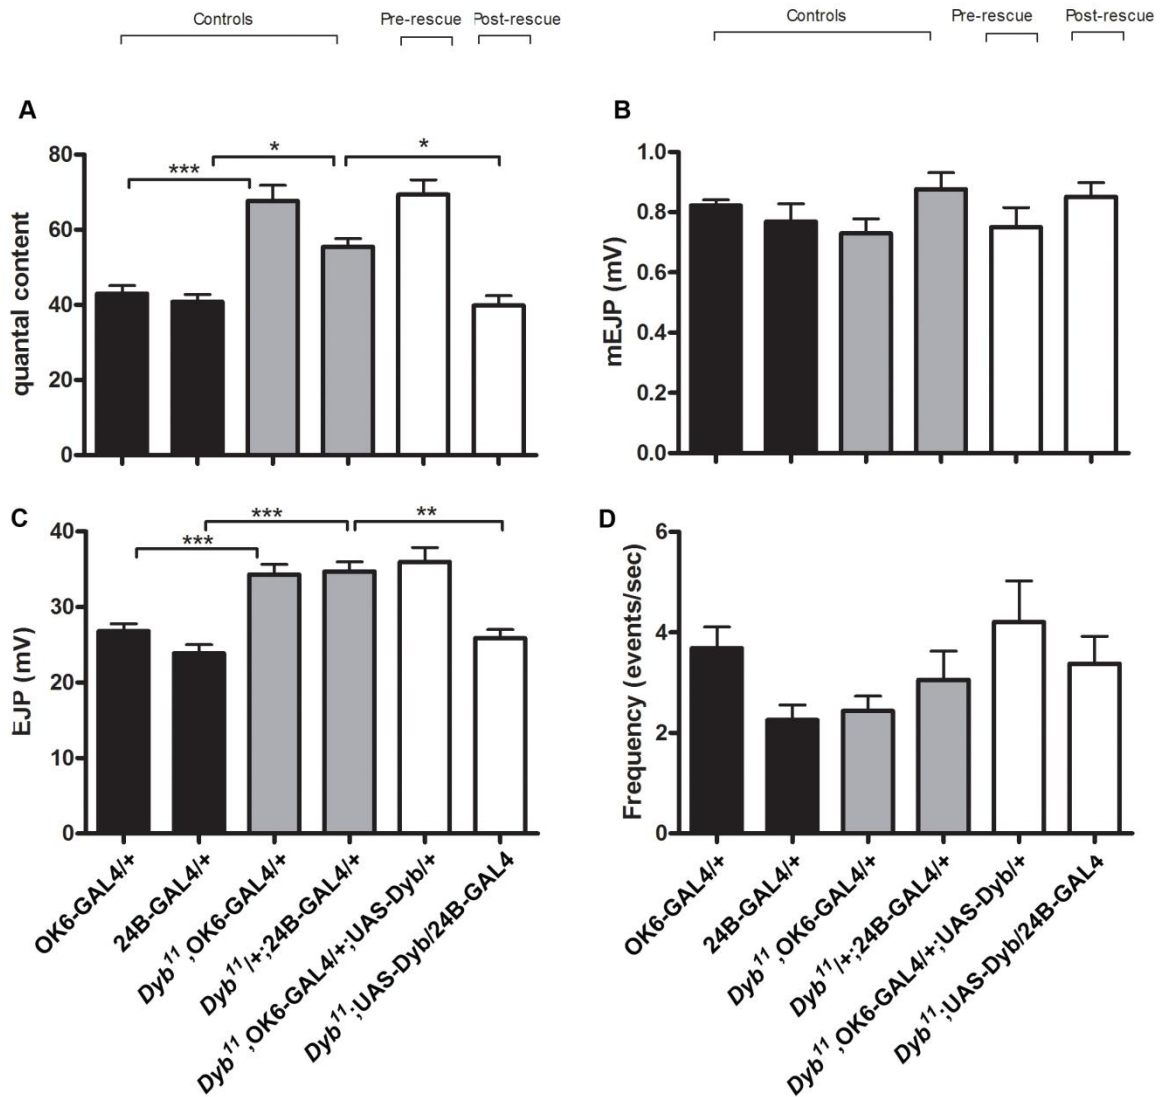 Controls Pre-rescue Post-rescue
Controls Pre-rescue Post-rescue
A
*** * *
80
60
40
20
0
quantal content
B
1.0
0.8
0.6
0.4
0.2
0.0
mEJP (mV)
C
*** *** **
40
30
20
10
0
EJP (mV)
OK6-GAL4/+
24B-GAL4/+
Dyb¹¹,OK6-GAL4/+
Dyb¹¹/+;24B-GAL4/+
Dyb¹¹,OK6-GAL4/+;UAS-Dyb/+
Dyb¹¹;UAS-Dyb/24B-GAL4
D
6
4
2
0
Frequency (events/sec)
OK6-GAL4/+
24B-GAL4/+
Dyb¹¹,OK6-GAL4/+
Dyb¹¹/+;24B-GAL4/+
Dyb¹¹,OK6-GAL4/+;UAS-Dyb/+
Dyb¹¹;UAS-Dyb/24B-GAL4